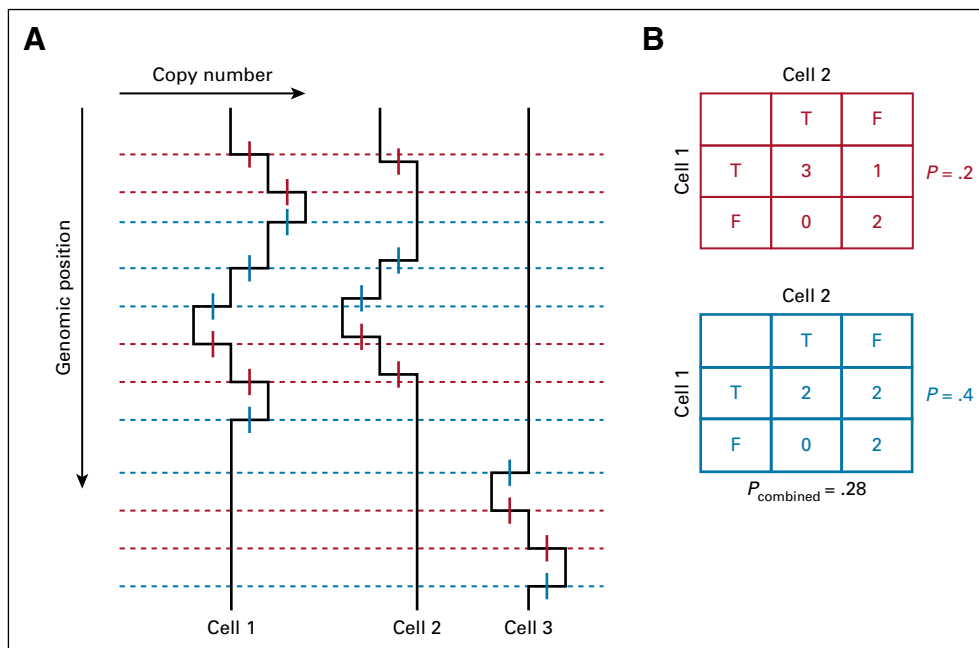 A
Copy number
Genomic position
Cell 1
Cell 2
Cell 3
B
Cell 2
Cell 1
T F
T 3 1
F 0 2
P = .2
Cell 2
Cell 1
T F
T 2 2
F 0 2
P = .4
Pcombined = .28